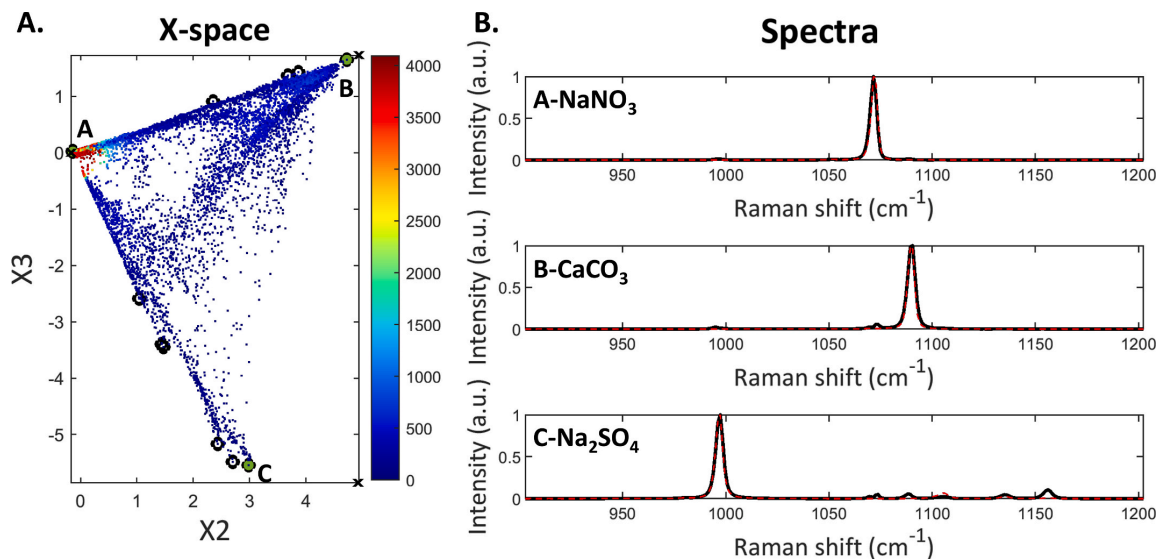 A.
X-space
X3
1
0
-1
-2
-3
-4
-5
0 1 2 3 4
X2
A
B
C
x
x
4000
3500
3000
2500
2000
1500
1000
500
0
B.
Spectra
Intensity (a.u.)
1
0.5
0
A-NaNO₃
950 1000 1050 1100 1150 1200
Raman shift (cm⁻¹)
Intensity (a.u.)
1
0.5
0
B-CaCO₃
950 1000 1050 1100 1150 1200
Raman shift (cm⁻¹)
Intensity (a.u.)
1
0.5
0
C-Na₂SO₄
950 1000 1050 1100 1150 1200
Raman shift (cm⁻¹)